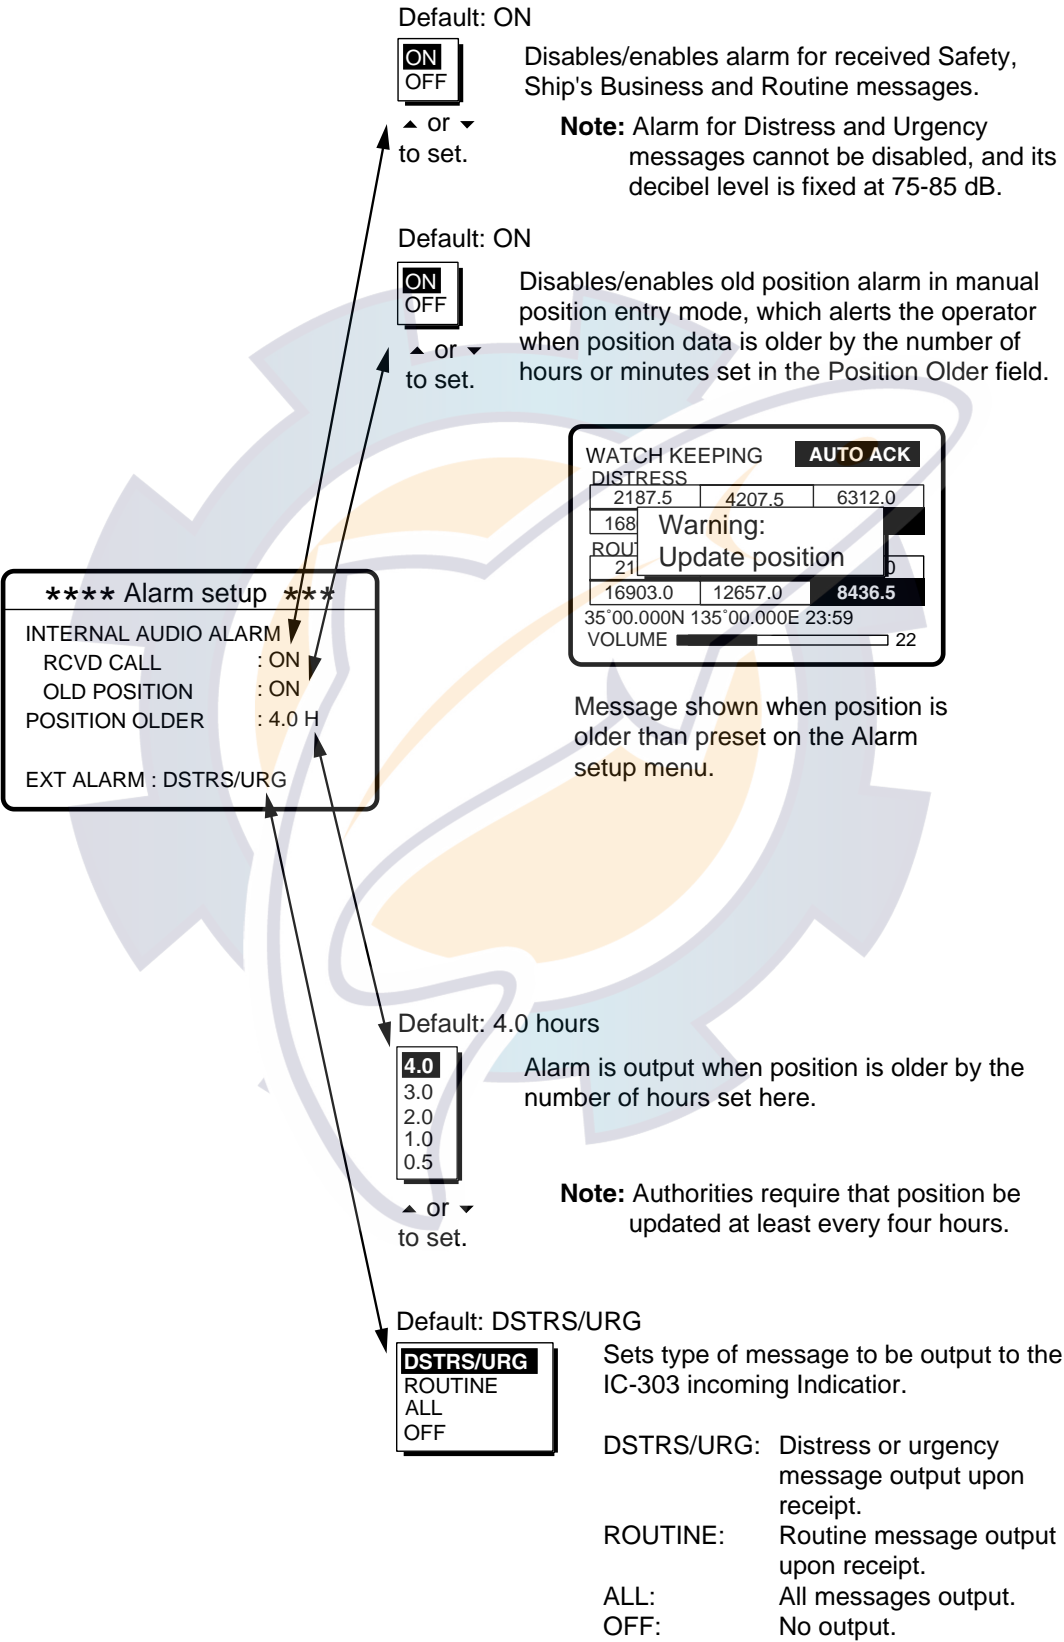 Default: ON
ON
OFF
▲ or ▼
to set.
Disables/enables alarm for received Safety,
Ship's Business and Routine messages.
Note: Alarm for Distress and Urgency
messages cannot be disabled, and its
decibel level is fixed at 75-85 dB.
Default: ON
ON
OFF
▲ or ▼
to set.
Disables/enables old position alarm in manual
position entry mode, which alerts the operator
when position data is older by the number of
hours or minutes set in the Position Older field.
WATCH KEEPING AUTO ACK
DISTRESS
2187.5 4207.5 6312.0
168
Warning:
Update position
ROUT
21 0
16903.0 12657.0 8436.5
35°00.000N 135°00.000E 23:59
VOLUME 22
Message shown when position is
older than preset on the Alarm
setup menu.
**** Alarm setup ***
INTERNAL AUDIO ALARM
RCVD CALL : ON
OLD POSITION : ON
POSITION OLDER : 4.0 H
EXT ALARM : DSTRS/URG
Default: 4.0 hours
4.0
3.0
2.0
1.0
0.5
▲ or ▼
to set.
Alarm is output when position is older by the
number of hours set here.
Note: Authorities require that position be
updated at least every four hours.
Default: DSTRS/URG
DSTRS/URG
ROUTINE
ALL
OFF
Sets type of message to be output to the
IC-303 incoming Indicatior.
DSTRS/URG: Distress or urgency
message output upon
receipt.
ROUTINE: Routine message output
upon receipt.
ALL: All messages output.
OFF: No output.